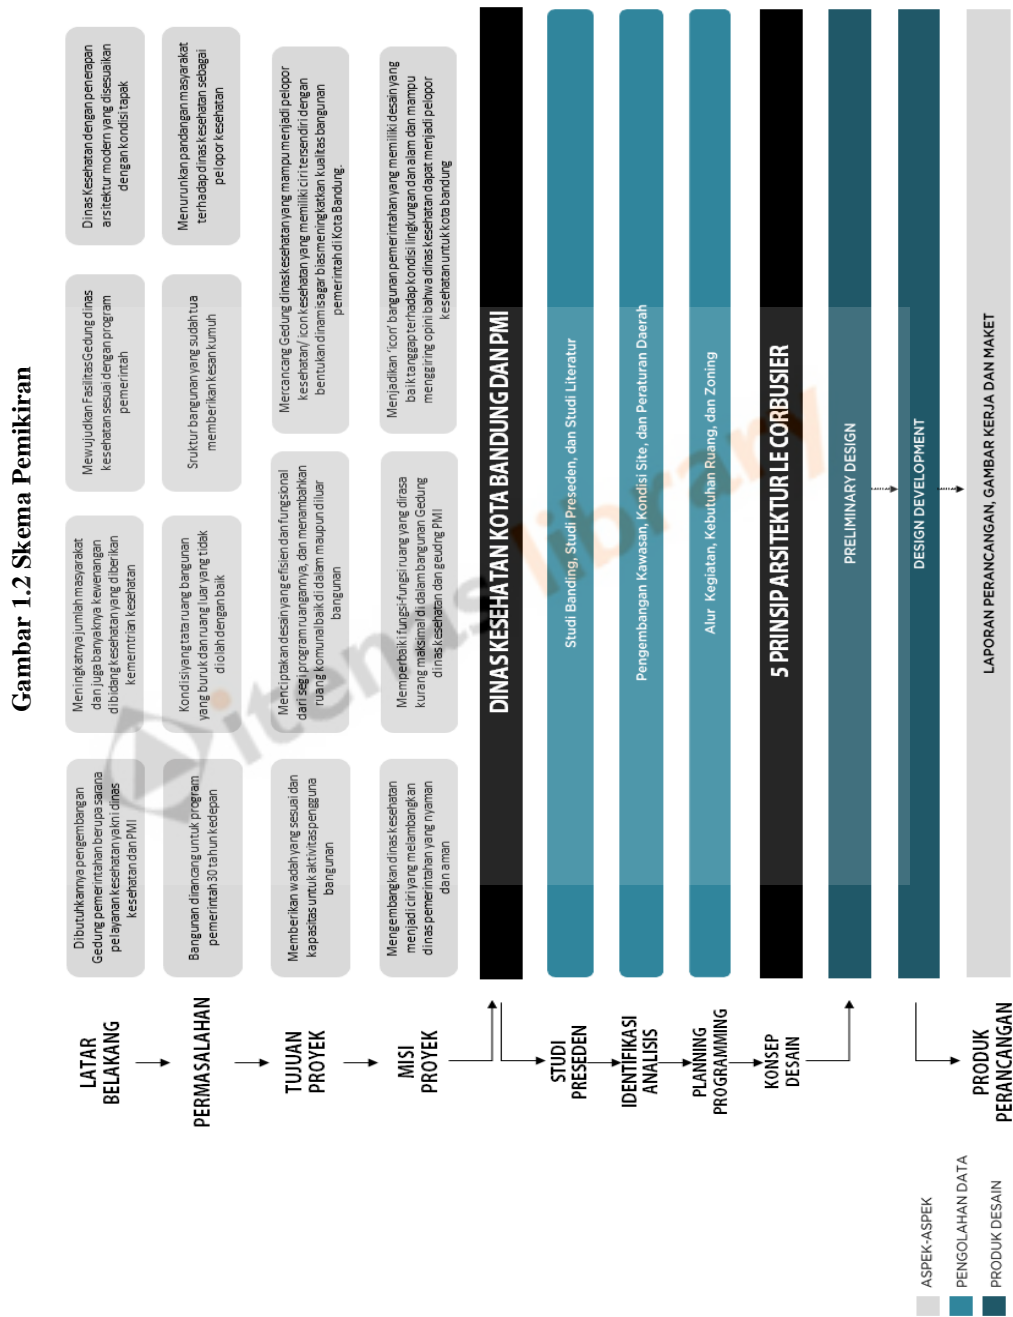 Gambar 1.2 Skema Pemikiran
LATAR
BELAKANG
Dibutuhkannya pengembangan
Gedung pemerintahan berupa sarana
pelayanan kesehatan yakni dinas
kesehatan dan PMI
Meningkatnya jumlah masyarakat
dan juga banyaknya kewenangan
dibidang kesehatan yang diberikan
kemerntrian kesehatan
Mewujudkan Fasilitas Gedung dinas
kesehatan sesuai dengan program
pemerintah
Dinas Kesehatan dengan penerapan
arsitektur modern yang disesuaikan
dengan kondisi tapak
PERMASALAHAN
Bangunan dirancang untuk program
pemerintah 30 tahun kedepan
Kondisi yang tata ruang bangunan
yang buruk dan ruang luar yang tidak
diolah dengan baik
Sruktur bangunan yang sudah tua
memberikan kesan kumuh
Menurunkan pandangan masyarakat
terhadap dinas kesehatan sebagai
pelopor kesehatan
TUJUAN
PROYEK
Memberikan wadah yang sesuai dan
kapasitas untuk aktivitas pengguna
bangunan
Menciptakan desain yang efisien dan fungsional
dari segi program ruangannya, dan menambahkan
ruang komunal baik di dalam maupun diluar
bangunan
Mercancang Gedung dinas kesehatan yang mampu menjadi pelopor
kesehatan/ icon kesehatan yang memiliki ciri tersendiri dengan
bentukan dinamis agar bias meningkatkan kualitas bangunan
pemerintah di Kota Bandung.
MISI
PROYEK
Mengembangkan dinas kesehatan
menjadi ciri yang melambangkan
dinas pemerintahan yang nyaman
dan aman
Memperbaiki fungsi-fungsi ruang yang dirasa
kurang maksimal di dalam bangunan Gedung
dinas kesehatan dan geudng PMI
Menjadikan 'icon' bangunan pemerintahan yang memiliki desain yang
baik tanggap terhadap kondisi lingkungan dan alam dan mampu
menggiring opini bahwa dinas kesehatan dapat menjadi pelopor
kesehatan untuk kota bandung
DINAS KESEHATAN KOTA BANDUNG DAN PMI
STUDI
PRESEDEN
Studi Banding, Studi Preseden, dan Studi Literatur
IDENTIFIKASI
ANALISIS
Pengembangan Kawasan, Kondisi Site, dan Peraturan Daerah
PLANNING
PROGRAMMING
Alur Kegiatan, Kebutuhan Ruang, dan Zoning
KONSEP
DESAIN
5 PRINSIP ARSITEKTUR LE CORBUSIER
PRELIMINARY DESIGN
DESIGN DEVELOPMENT
PRODUK
PERANCANGAN
LAPORAN PERANCANGAN, GAMBAR KERJA DAN MAKET
ASPEK-ASPEK
PENGOLAHAN DATA
PRODUK DESAIN
itenas library